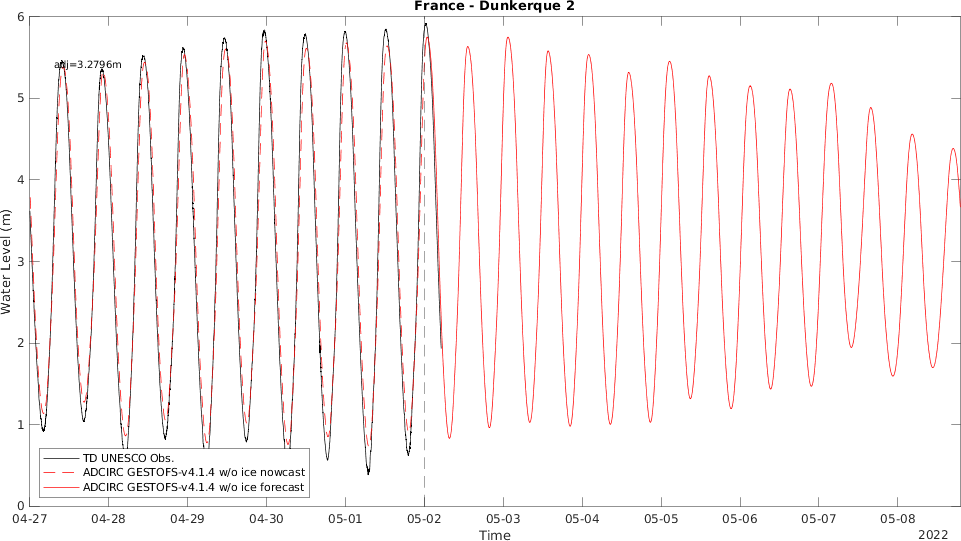 France - Dunkerque 2
6
adj=3.2796m
5
4
3
2
1
0
Water Level (m)
TD UNESCO Obs.
ADCIRC GESTOFS-v4.1.4 w/o ice nowcast
ADCIRC GESTOFS-v4.1.4 w/o ice forecast
04-27 04-28 04-29 04-30 05-01 05-02 05-03 05-04 05-05 05-06 05-07 05-08
Time
2022